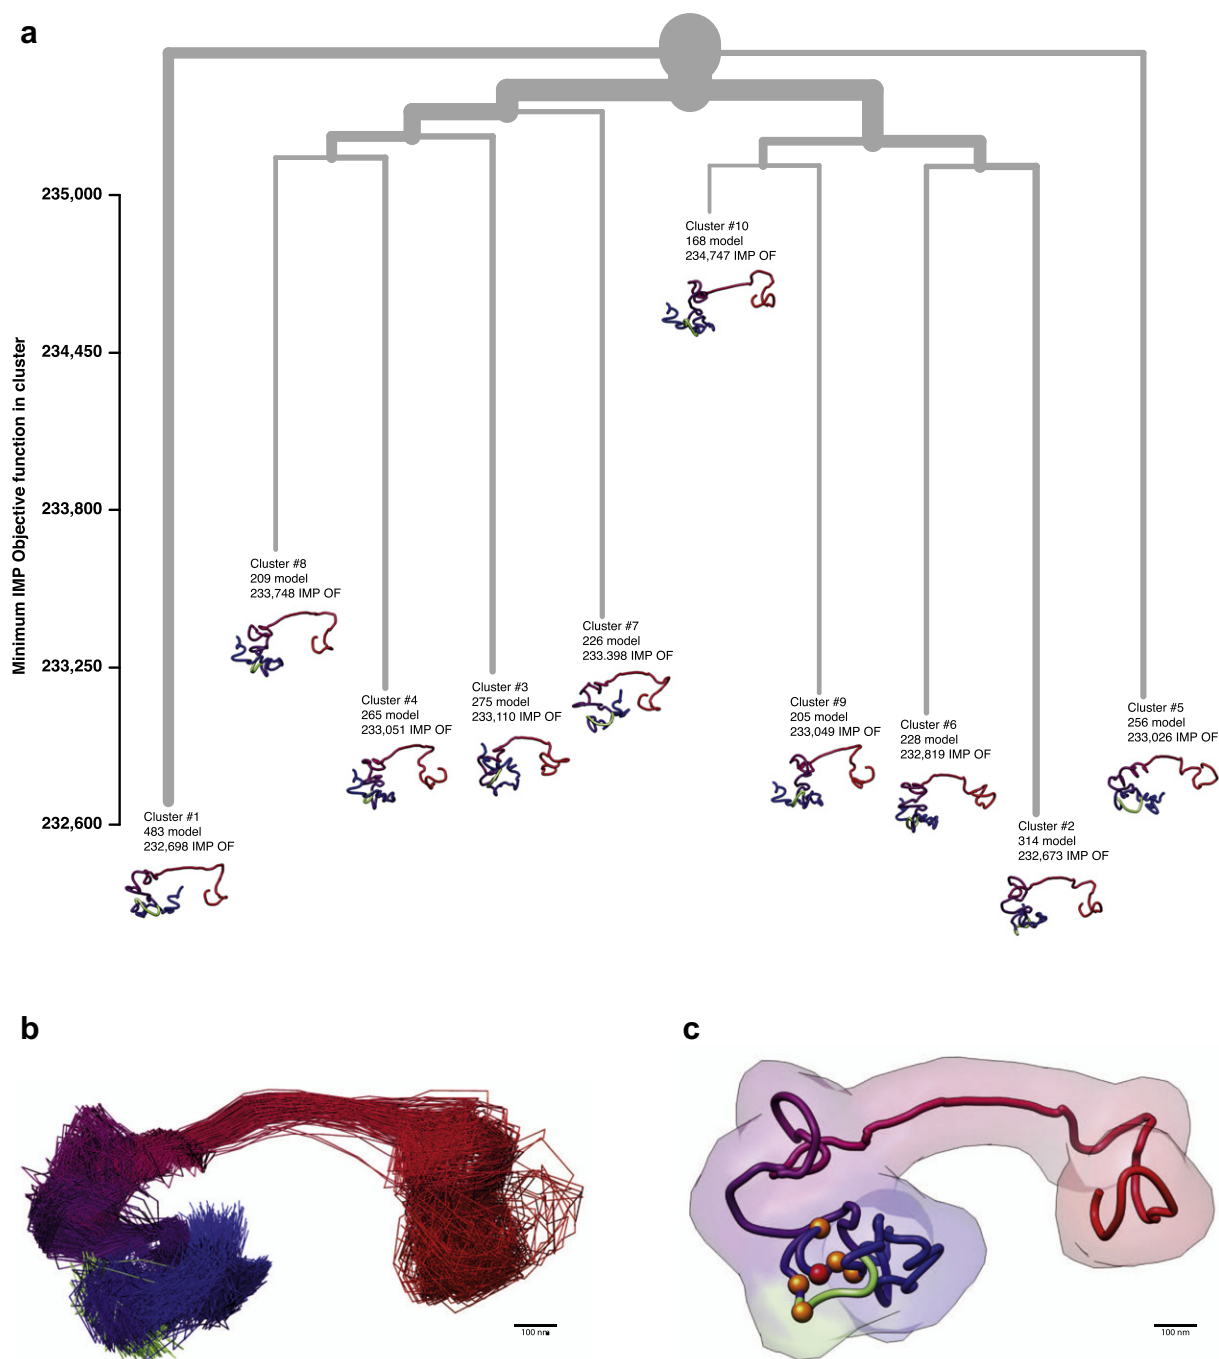 a
Minimum IMP Objective function in cluster
235,000
234,450
233,800
233,250
232,600
Cluster #10
168 model
234,747 IMP OF
Cluster #8
209 model
233,748 IMP OF
Cluster #7
226 model
233.398 IMP OF
Cluster #4
265 model
233,051 IMP OF
Cluster #3
275 model
233,110 IMP OF
Cluster #9
205 model
233,049 IMP OF
Cluster #6
228 model
232,819 IMP OF
Cluster #5
256 model
233,026 IMP OF
Cluster #1
483 model
232,698 IMP OF
Cluster #2
314 model
232,673 IMP OF
b
100 nm
c
100 nm